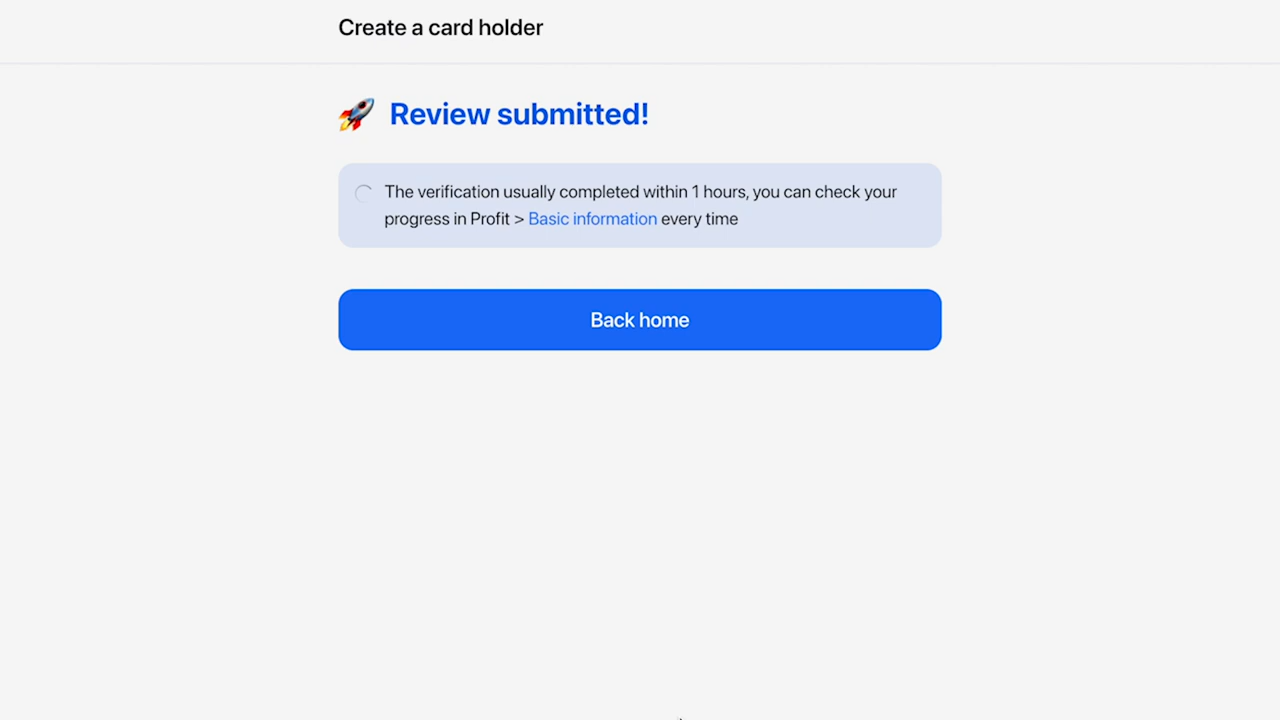 Create a card holder
Review submitted!
The verification usually completed within 1 hours, you can check your
progress in Profit > Basic information every time
Back home